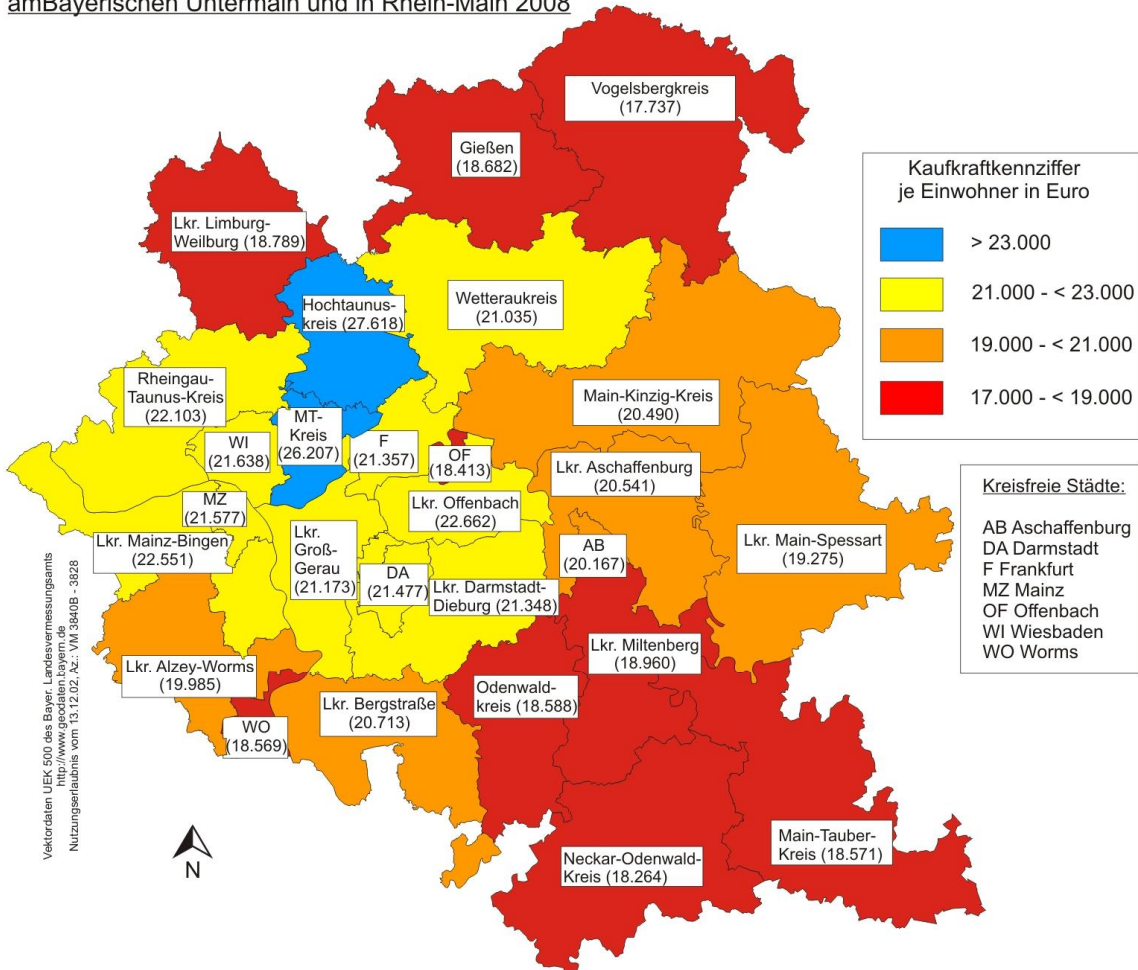 amBayerischen Untermain und in Rhein-Main 2008
Vogelsbergkreis
(17.737)
Gießen
(18.682)
Kaufkraftkennziffer
je Einwohner in Euro
> 23.000
21.000 - < 23.000
19.000 - < 21.000
17.000 - < 19.000
Lkr. Limburg-
Weilburg (18.789)
Hochtaunus-
kreis (27.618)
Wetteraukreis
(21.035)
Rheingau-
Taunus-Kreis
(22.103)
MT-
Kreis
(26.207)
Main-Kinzig-Kreis
(20.490)
WI
(21.638)
F
(21.357)
OF
(18.413)
Lkr. Aschaffenburg
(20.541)
MZ
(21.577)
Lkr. Offenbach
(22.662)
Lkr. Mainz-Bingen
(22.551)
Lkr.
Groß-
Gerau
(21.173)
DA
(21.477)
Lkr. Darmstadt-
Dieburg (21.348)
AB
(20.167)
Lkr. Main-Spessart
(19.275)
Kreisfreie Städte:
AB Aschaffenburg
DA Darmstadt
F Frankfurt
MZ Mainz
OF Offenbach
WI Wiesbaden
WO Worms
Lkr. Alzey-Worms
(19.985)
Lkr. Miltenberg
(18.960)
Odenwald-
kreis (18.588)
Lkr. Bergstraße
(20.713)
WO
(18.569)
Neckar-Odenwald-
Kreis (18.264)
Main-Tauber-
Kreis (18.571)
N
Vektordaten UEK 500 des Bayer. Landesvermessungsamts
http://www.geodaten.bayern.de
Nutzungserlaubnis vom 13.12.02, Az.: VM 3840B - 3828